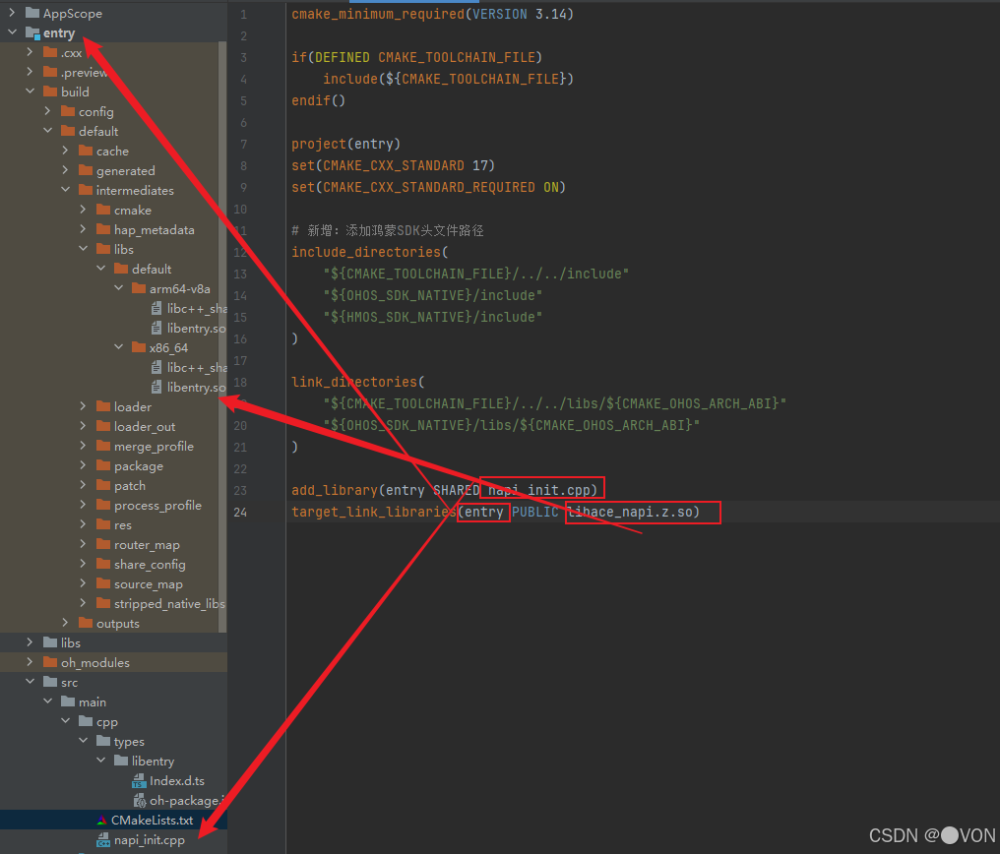 AppScope
entry
.cxx
.preview
build
config
default
cache
generated
intermediates
cmake
hap_metadata
libs
default
arm64-v8a
libc++_sha
libentry.so
x86_64
libc++_sha
libentry.so
loader
loader_out
merge_profile
package
patch
process_profile
res
router_map
share_config
source_map
stripped_native_libs
outputs
libs
oh_modules
src
main
cpp
types
libentry
Index.d.ts
oh-package.j
CMakeLists.txt
napi_init.cpp
1 cmake_minimum_required(VERSION 3.14)
2
3 if(DEFINED CMAKE_TOOLCHAIN_FILE)
4 include(${CMAKE_TOOLCHAIN_FILE})
5 endif()
6
7 project(entry)
8 set(CMAKE_CXX_STANDARD 17)
9 set(CMAKE_CXX_STANDARD_REQUIRED ON)
10
11 # 新增：添加鸿蒙SDK头文件路径
12 include_directories(
13 "${CMAKE_TOOLCHAIN_FILE}/../../include"
14 "${OHOS_SDK_NATIVE}/include"
15 "${HMOS_SDK_NATIVE}/include"
16 )
17
18 link_directories(
"${CMAKE_TOOLCHAIN_FILE}/../../libs/${CMAKE_OHOS_ARCH_ABI}"
20 "${OHOS_SDK_NATIVE}/libs/${CMAKE_OHOS_ARCH_ABI}"
21 )
22
23 add_library(entry SHARED napi_init.cpp)
24 target_link_libraries(entry PUBLIC libace_napi.z.so)
CSDN @●VON